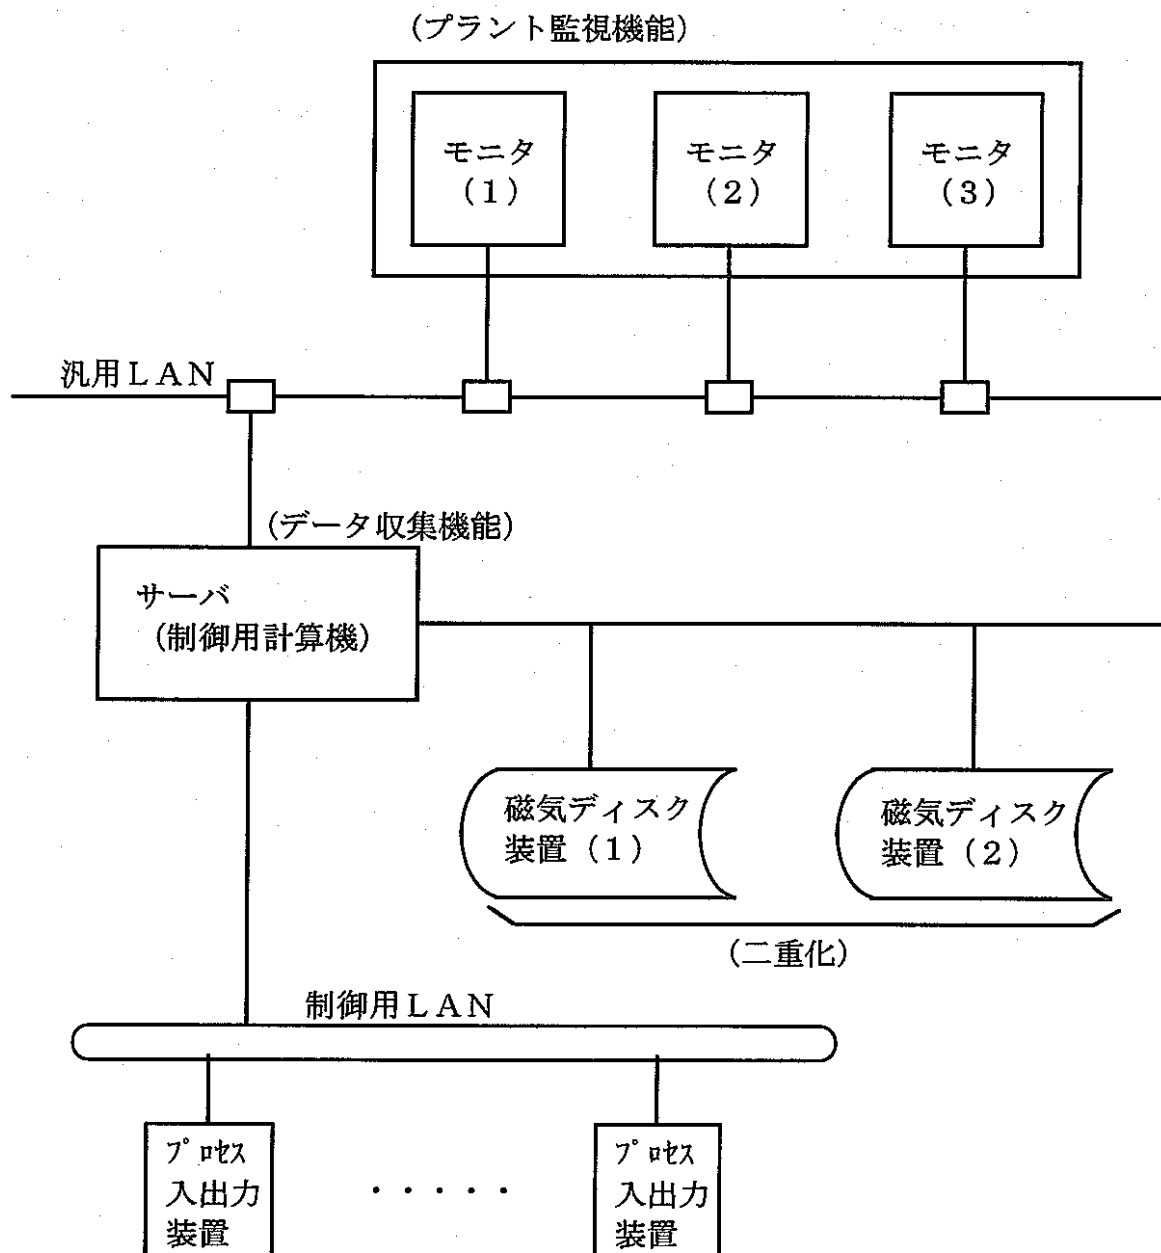 (プラント監視機能)
モニタ
(1)
モニタ
(2)
モニタ
(3)
汎用LAN
(データ収集機能)
サーバ
(制御用計算機)
磁気ディスク
装置(1)
磁気ディスク
装置(2)
(二重化)
制御用LAN
プロセス
入出力
装置
・・・・・
プロセス
入出力
装置